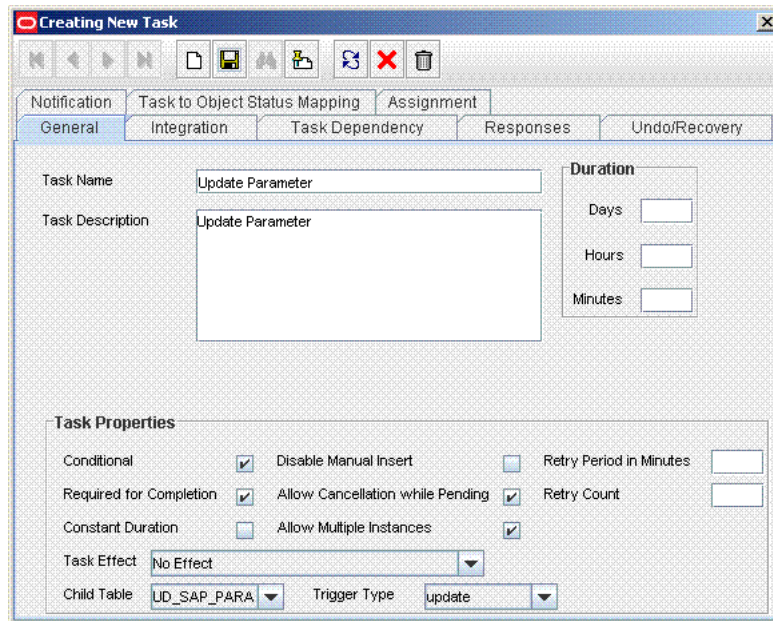 Creating New Task
Notification Task to Object Status Mapping Assignment
General Integration Task Dependency Responses Undo/Recovery
Task Name Update Parameter
Task Description Update Parameter
Duration
Days
Hours
Minutes
Task Properties
Conditional Disable Manual Insert Retry Period in Minutes
Required for Completion Allow Cancellation while Pending Retry Count
Constant Duration Allow Multiple Instances
Task Effect No Effect
Child Table UD_SAP_PARA Trigger Type update